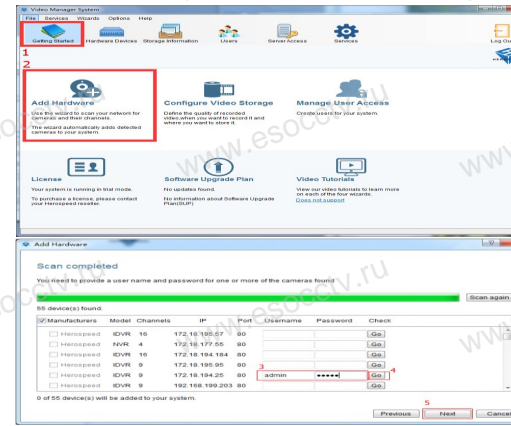 Video Manager System
File Services Wizards Options Help
Getting Started Hardware Devices Storage Information Users Server Access Services Log Ou
1
2
Add Hardware
Use the wizard to scan your network for cameras and their channels.
The wizard automatically adds detected cameras to your system.
Configure Video Storage
Define the quality of recorded video,when you want to record it and where you want to store it.
Manage User Access
Create users for your system.
License
Your system is running in trial mode.
To purchase a license, please contact your Herospeed reseller.
Software Upgrade Plan
No updates found.
No information about Software Upgrade Plan(SUP)
Video Tutorials
View our video tutorials to learn more on each of the four wizards.
Does not support
www.esoccctv.ru
Add Hardware
Scan completed
You need to provide a user name and password for one or more of the cameras found
Scan again
55 device(s) found.
Manufacturers Model Channels IP Port Username Password Check
Herospeed IDVR 16 172.18.195.57 80 Go
Herospeed NVR 4 172.18.177.55 80 Go
Herospeed IDVR 16 172.18.194.184 80 Go
Herospeed IDVR 9 172.18.195.95 80 Go
3
Herospeed IDVR 9 172.18.194.25 80 admin ••••• Go 4
Herospeed IDVR 9 192.168.199.203 80 Go
0 of 55 device(s) will be added to your system.
5
Previous Next Cancel